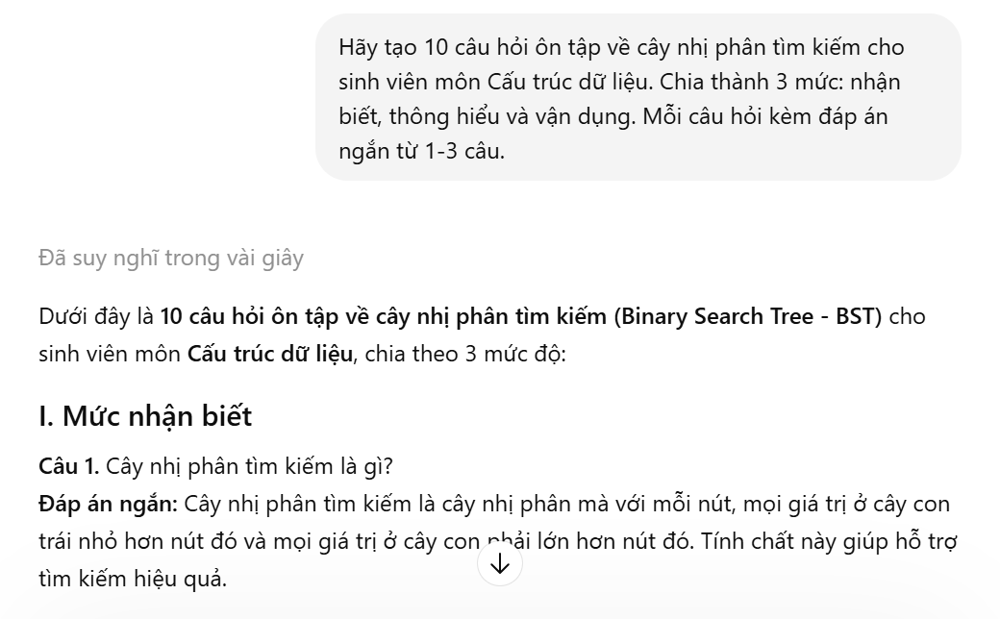 Hãy tạo 10 câu hỏi ôn tập về cây nhị phân tìm kiếm cho
sinh viên môn Cấu trúc dữ liệu. Chia thành 3 mức: nhận
biết, thông hiểu và vận dụng. Mỗi câu hỏi kèm đáp án
ngắn từ 1-3 câu.
Đã suy nghĩ trong vài giây
Dưới đây là 10 câu hỏi ôn tập về cây nhị phân tìm kiếm (Binary Search Tree - BST) cho
sinh viên môn Cấu trúc dữ liệu, chia theo 3 mức độ:
I. Mức nhận biết
Câu 1. Cây nhị phân tìm kiếm là gì?
Đáp án ngắn: Cây nhị phân tìm kiếm là cây nhị phân mà với mỗi nút, mọi giá trị ở cây con
trái nhỏ hơn nút đó và mọi giá trị ở cây con phải lớn hơn nút đó. Tính chất này giúp hỗ trợ
tìm kiếm hiệu quả.